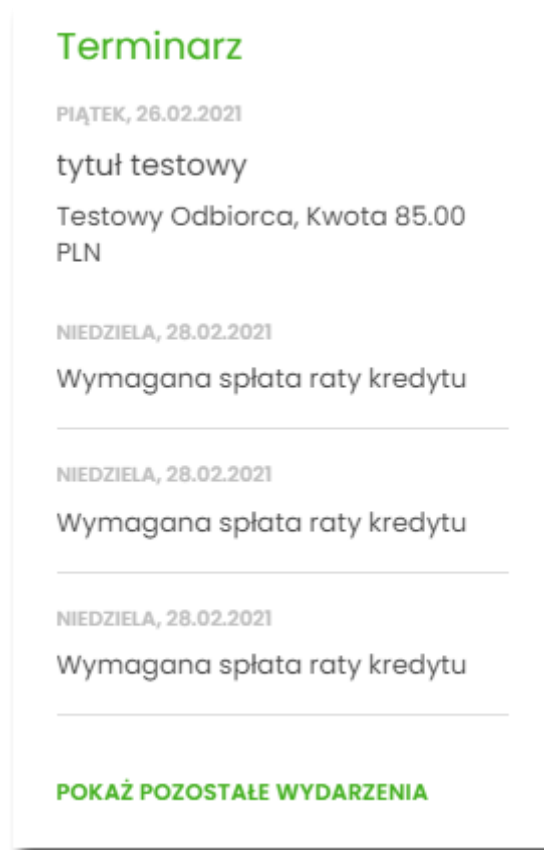 Terminarz
PIĄTEK, 26.02.2021
tytuł testowy
Testowy Odbiorca, Kwota 85.00
PLN
NIEDZIELA, 28.02.2021
Wymagana spłata raty kredytu
NIEDZIELA, 28.02.2021
Wymagana spłata raty kredytu
NIEDZIELA, 28.02.2021
Wymagana spłata raty kredytu
POKAŻ POZOSTAŁE WYDARZENIA